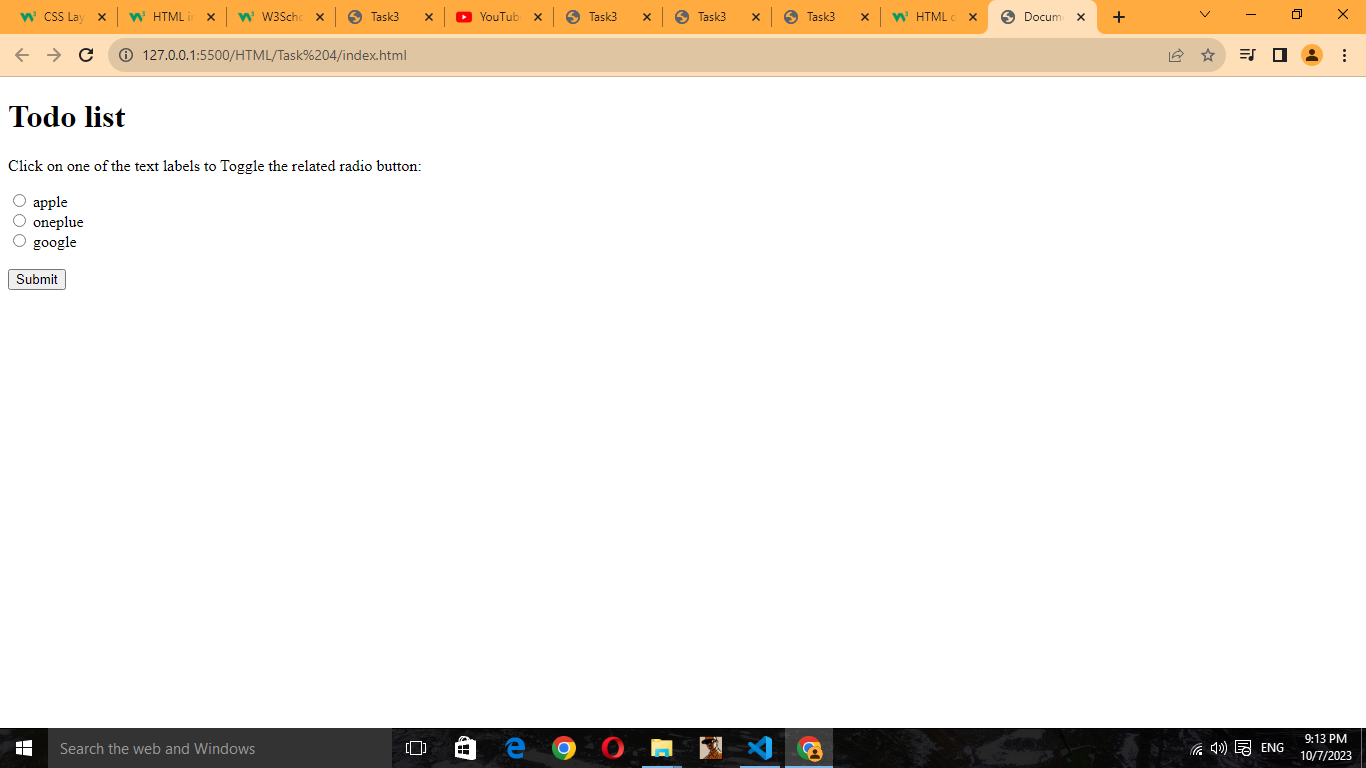 CSS Lay
HTML in
W3Scho
Task3
YouTub
Task3
Task3
Task3
HTML c
Docum
127.0.0.1:5500/HTML/Task%204/index.html
Todo list
Click on one of the text labels to Toggle the related radio button:
apple
oneplue
google
Submit
Search the web and Windows
ENG
9:13 PM
10/7/2023